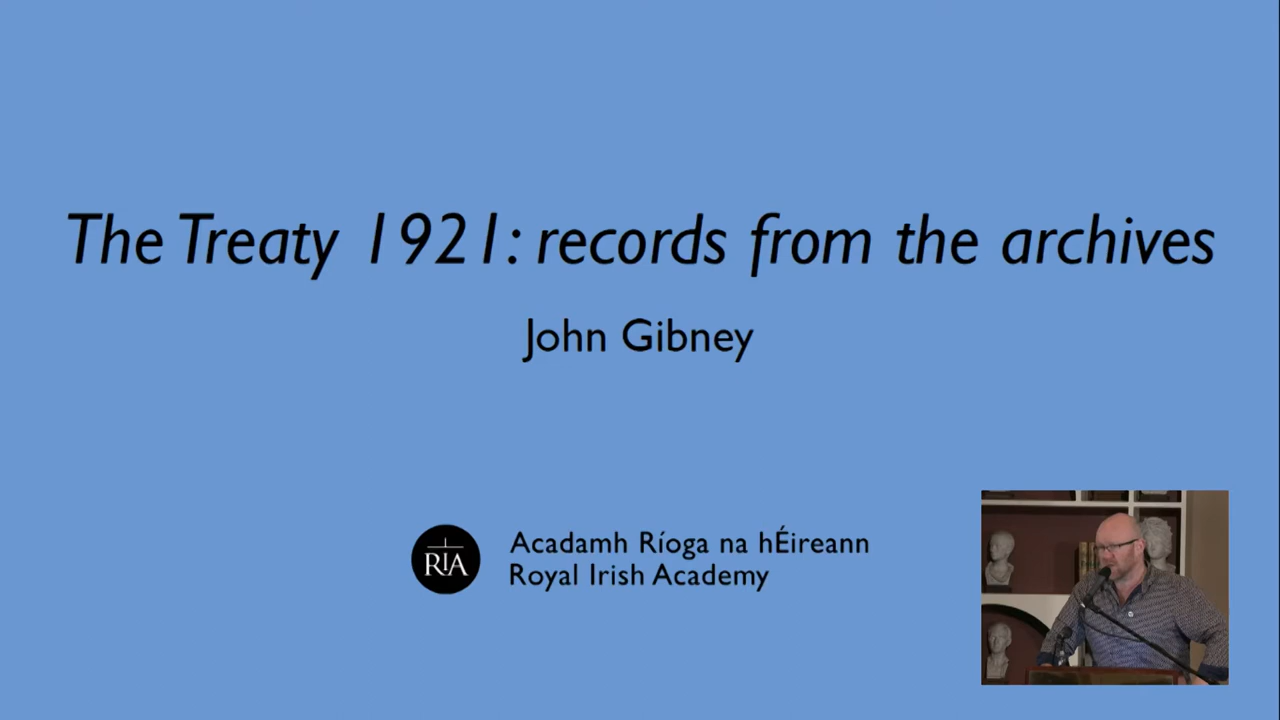 The Treaty 1921: records from the archives
John Gibney
RIA
Acadamh Ríoga na hÉireann
Royal Irish Academy